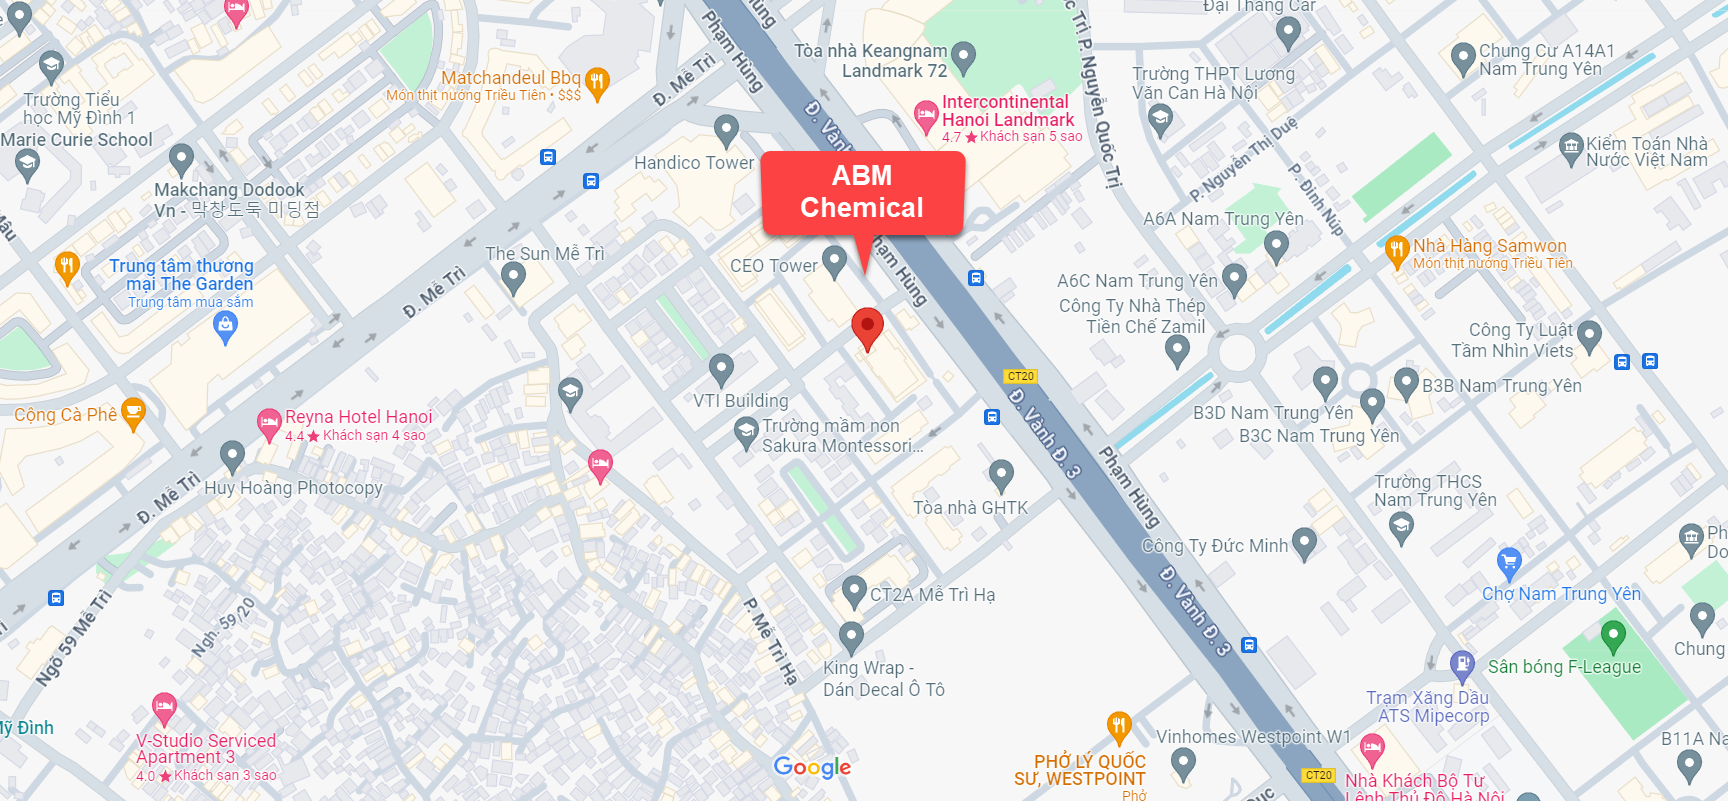 Phạm Hùng
Phạm Hùng
Đ. Mễ Trì
Matchandeul Bbq
Món thịt nướng Triều Tiên • $$$
Trường Tiểu
học Mỹ Đình 1
Marie Curie School
Makchang Dodook
Vn - 막창도둑 미딩점
Handico Tower
Tòa nhà Keangnam
Landmark 72
Intercontinental
Hanoi Landmark
4.7 ★ Khách sạn 5 sao
Đại Thắng Car
P. Nguyễn Quốc Trị
Trường THPT Lương
Văn Can Hà Nội
Chung Cư A14A1
Nam Trung Yên
Kiểm Toán Nhà
Nước Việt Nam
P. Nguyễn Thị Duệ
P. Đinh Núp
ABM
Chemical
Phạm Hùng
The Sun Mễ Trì
CEO Tower
A6A Nam Trung Yên
A6C Nam Trung Yên
Nhà Hàng Samwon
Món thịt nướng Triều Tiên
Trung tâm thương
mại The Garden
Trung tâm mua sắm
Đ. Mễ Trì
Công Ty Nhà Thép
Tiền Chế Zamil
Công Ty Luật
Tầm Nhìn Viets
CT20
Đ. Vành Đ. 3
B3B Nam Trung Yên
B3D Nam Trung Yên
B3C Nam Trung Yên
VTI Building
Trường mầm non
Sakura Montessori...
Cộng Cà Phê
Reyna Hotel Hanoi
4.4 ★ Khách sạn 4 sao
Huy Hoàng Photocopy
Đ. Mễ Trì
Phạm Hùng
Tòa nhà GHTK
Trường THCS
Nam Trung Yên
Công Ty Đức Minh
Chợ Nam Trung Yên
CT2A Mễ Trì Hạ
Đ. Vành Đ. 3
P. Mễ Trì Hạ
Ngh. 59/20
Ngõ 59 Mễ Trì
King Wrap -
Dán Decal Ô Tô
Sân bóng F-League
Chung
Trạm Xăng Dầu
ATS Mipecorp
V-Studio Serviced
Apartment 3
4.0 ★ Khách sạn 3 sao
Google
PHỞ LÝ QUỐC
SƯ, WESTPOINT
Phở
Vinhomes Westpoint W1
CT20
Nhà Khách Bộ Tư
Lệnh Thủ Đô Hà Nội
B11A